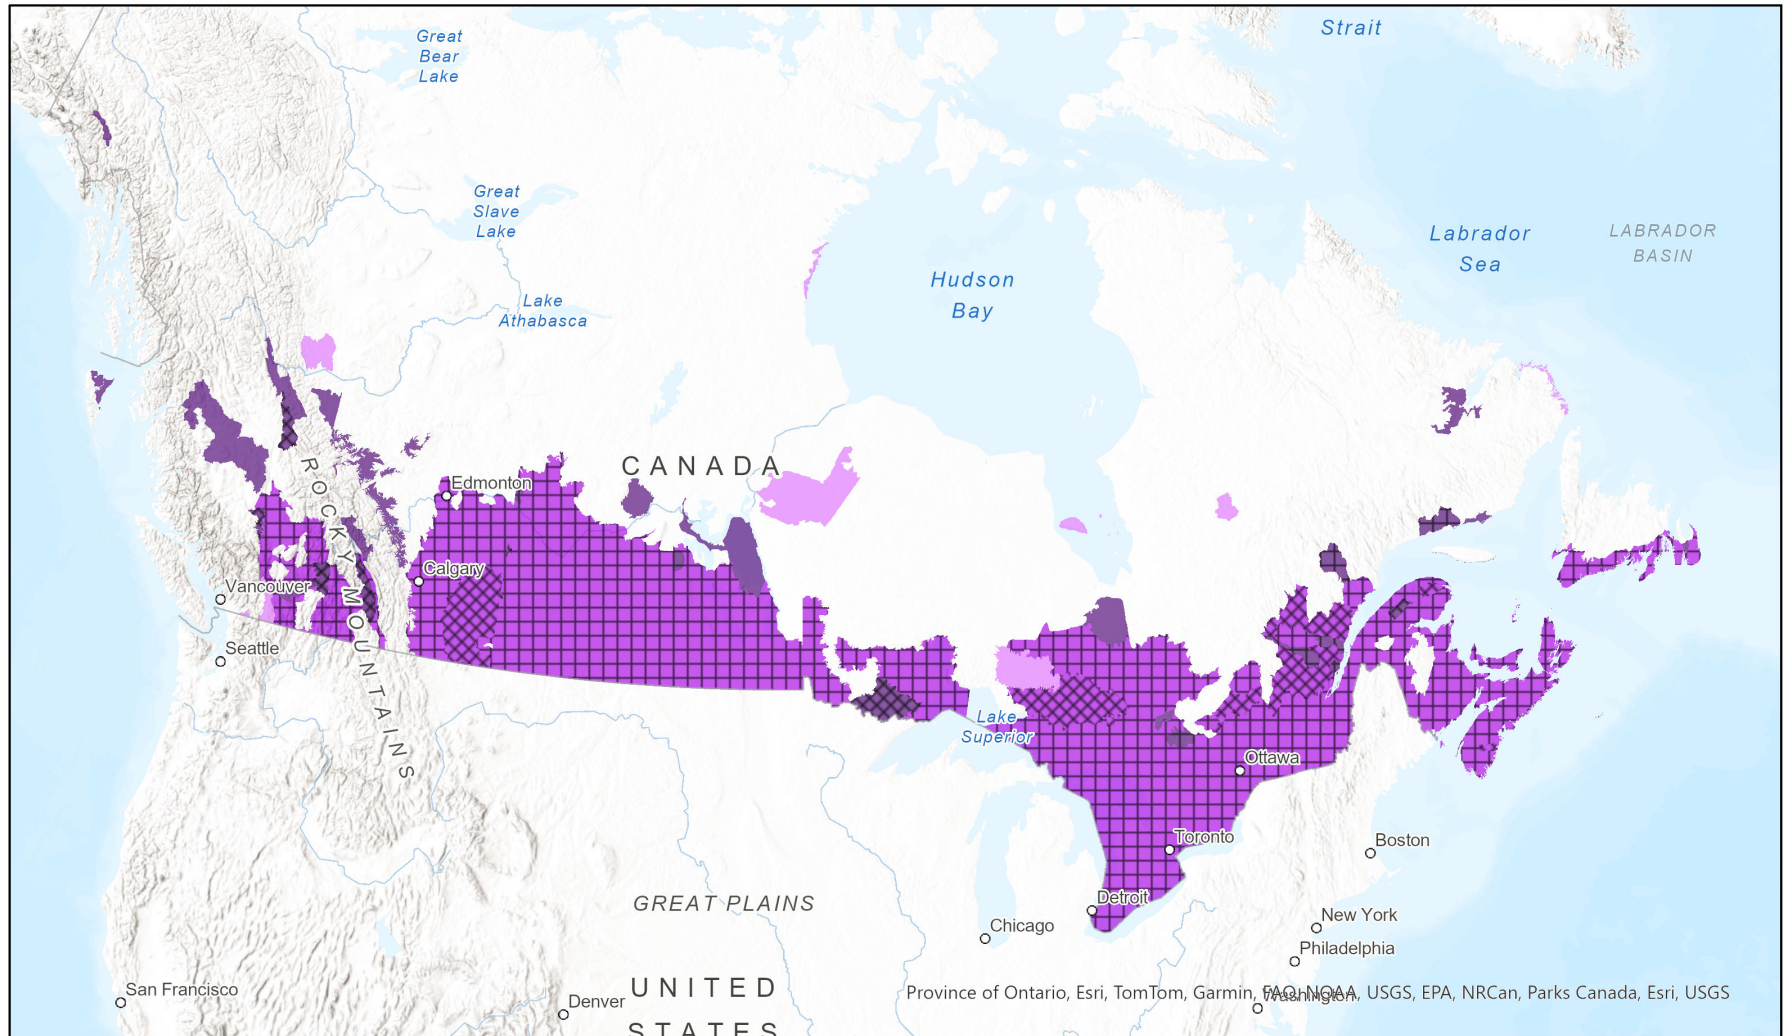 Strait
Great
Bear
Lake
Great
Slave
Lake
Labrador
Sea
LABRADOR
BASIN
Hudson
Bay
Lake
Athabasca
CANADA
Edmonton
ROCKY MOUNTAINS
Calgary
Vancouver
Seattle
Lake
Superior
Ottawa
Toronto
Boston
Detroit
GREAT PLAINS
New York
Chicago
Philadelphia
San Francisco
Denver
UNITED
STATES
Washington
Province of Ontario, Esri, TomTom, Garmin, FAO, NOAA, USGS, EPA, NRCan, Parks Canada, Esri, USGS